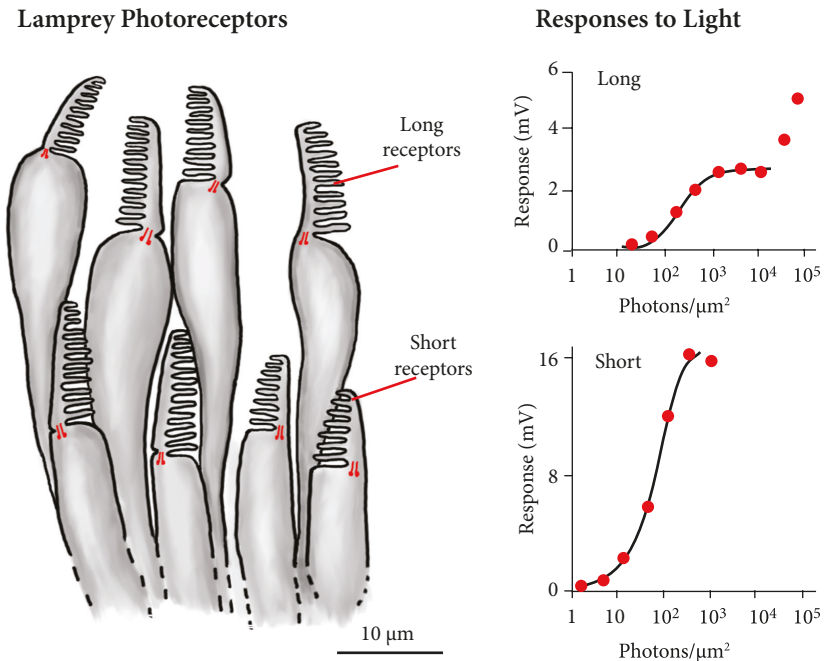 Lamprey Photoreceptors
Long
receptors
Short
receptors
10 µm
Responses to Light
Long
Response (mV)
6
4
2
0
1 10 10² 10³ 10⁴ 10⁵
Photons/µm²
Short
Response (mV)
16
8
0
1 10 10² 10³ 10⁴ 10⁵
Photons/µm²